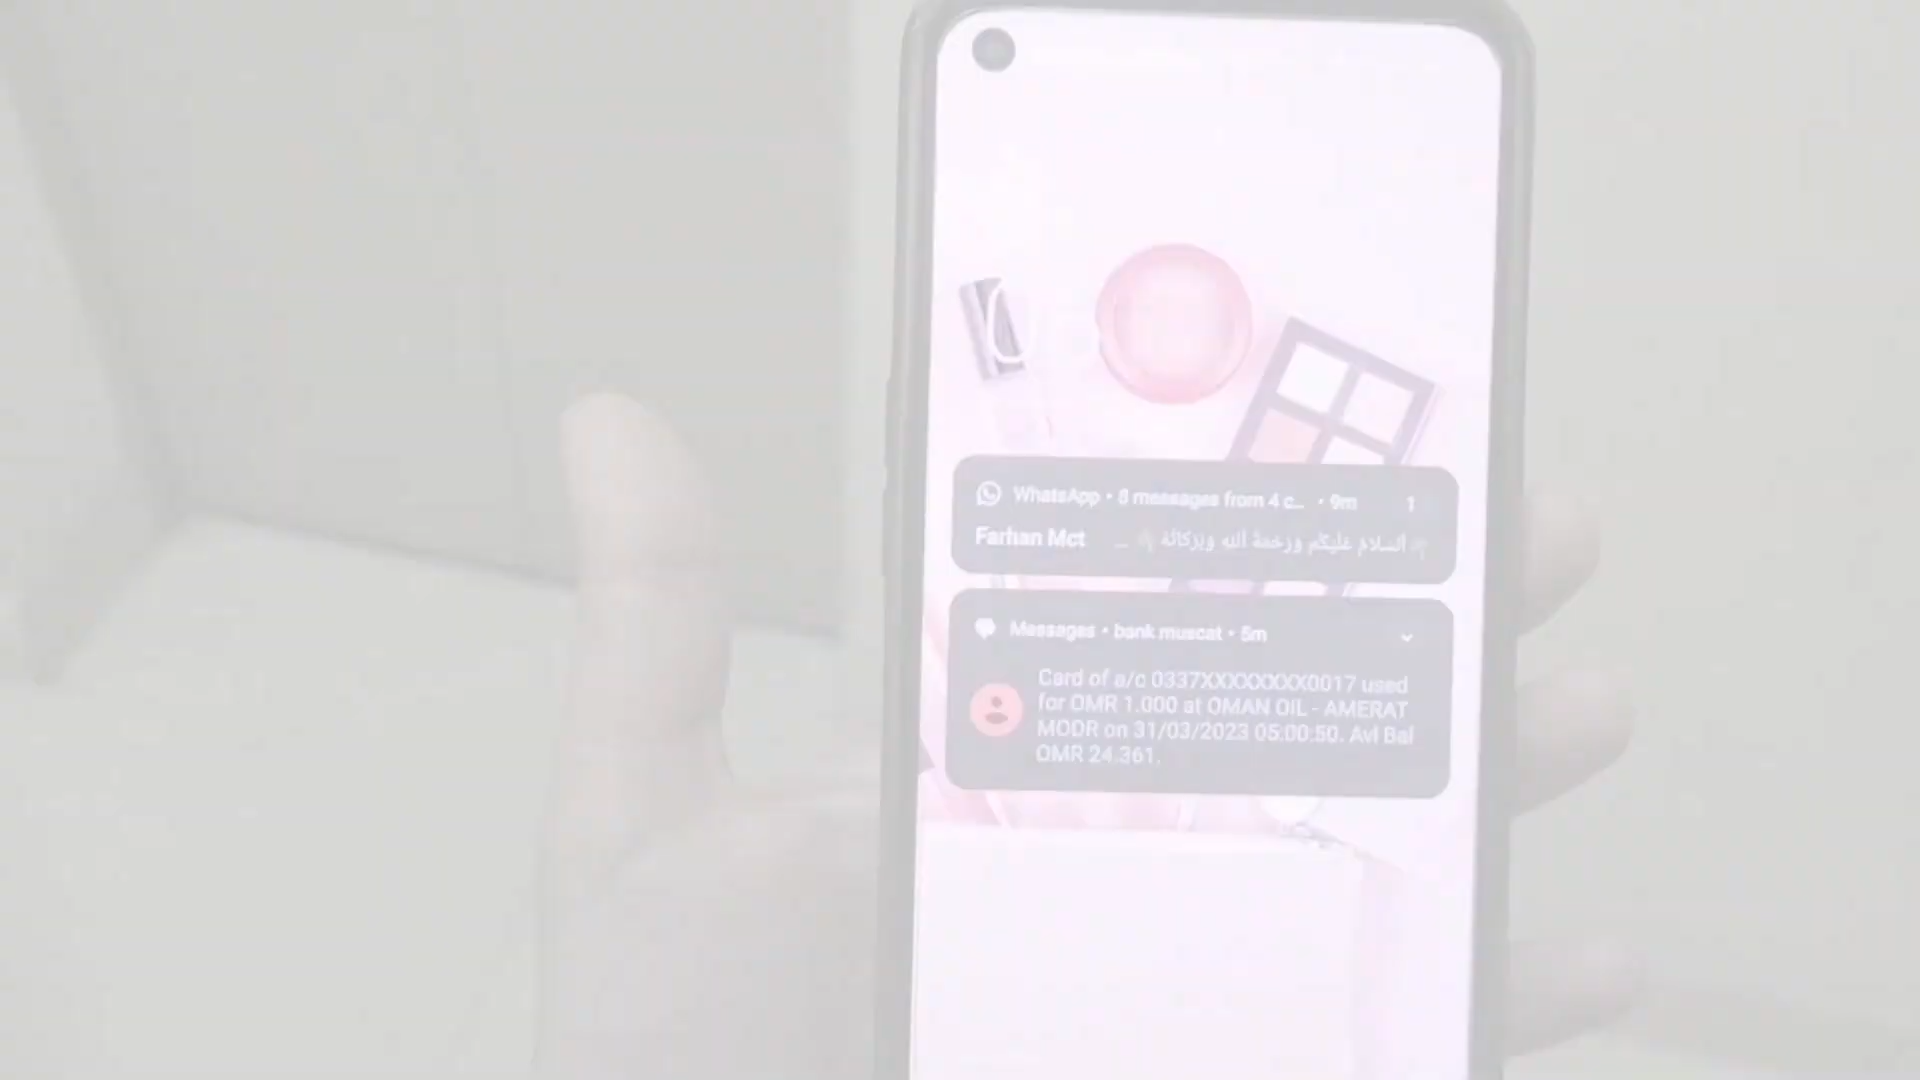 WhatsApp • 8 messages from 4 c... • 9m 1
Farhan Mct ... السلام عليكم ورحمة الله وبركاته
Messages • bank muscat • 5m
Card of a/c 0337XXXXXXXXX0017 used
for OMR 1.000 at OMAN OIL - AMERAT
MODR on 31/03/2023 05:00:50. Avl Bal
OMR 24.361.